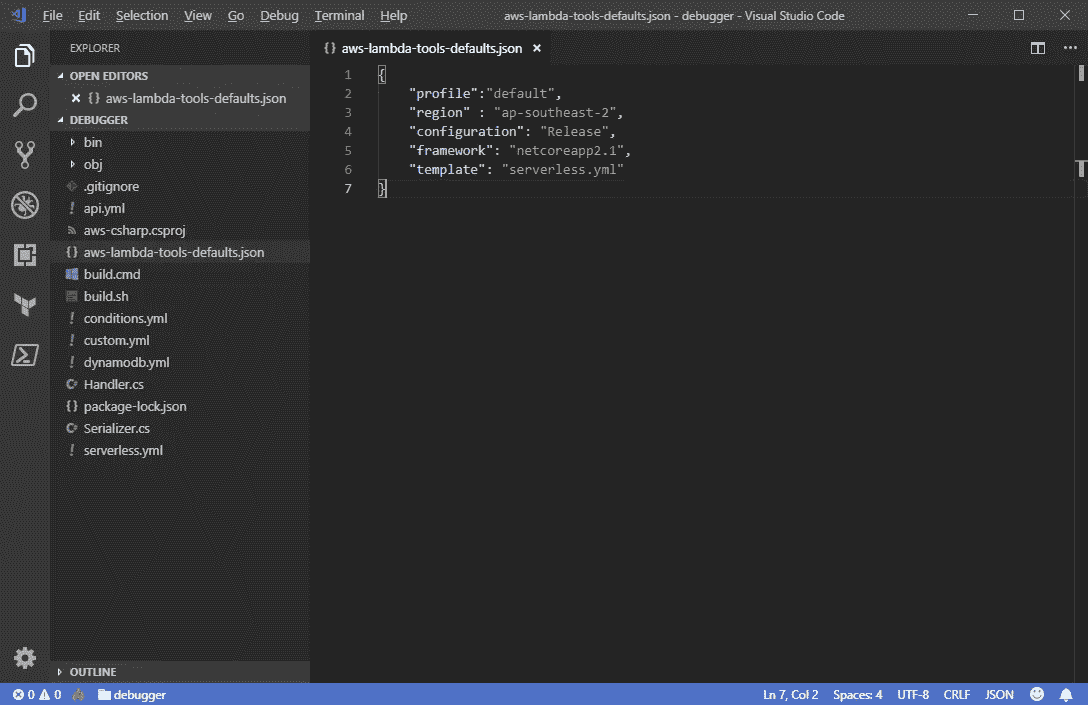 File Edit Selection View Go Debug Terminal Help aws-lambda-tools-defaults.json - debugger - Visual Studio Code
EXPLORER
OPEN EDITORS
{} aws-lambda-tools-defaults.json
DEBUGGER
bin
obj
.gitignore
! api.yml
aws-csharp.csproj
{} aws-lambda-tools-defaults.json
build.cmd
build.sh
! conditions.yml
! custom.yml
! dynamodb.yml
C# Handler.cs
{} package-lock.json
C# Serializer.cs
! serverless.yml
OUTLINE
{} aws-lambda-tools-defaults.json
1 {
2 "profile":"default",
3 "region" : "ap-southeast-2",
4 "configuration": "Release",
5 "framework": "netcoreapp2.1",
6 "template": "serverless.yml"
7 }
0 0 debugger Ln 7, Col 2 Spaces: 4 UTF-8 CRLF JSON